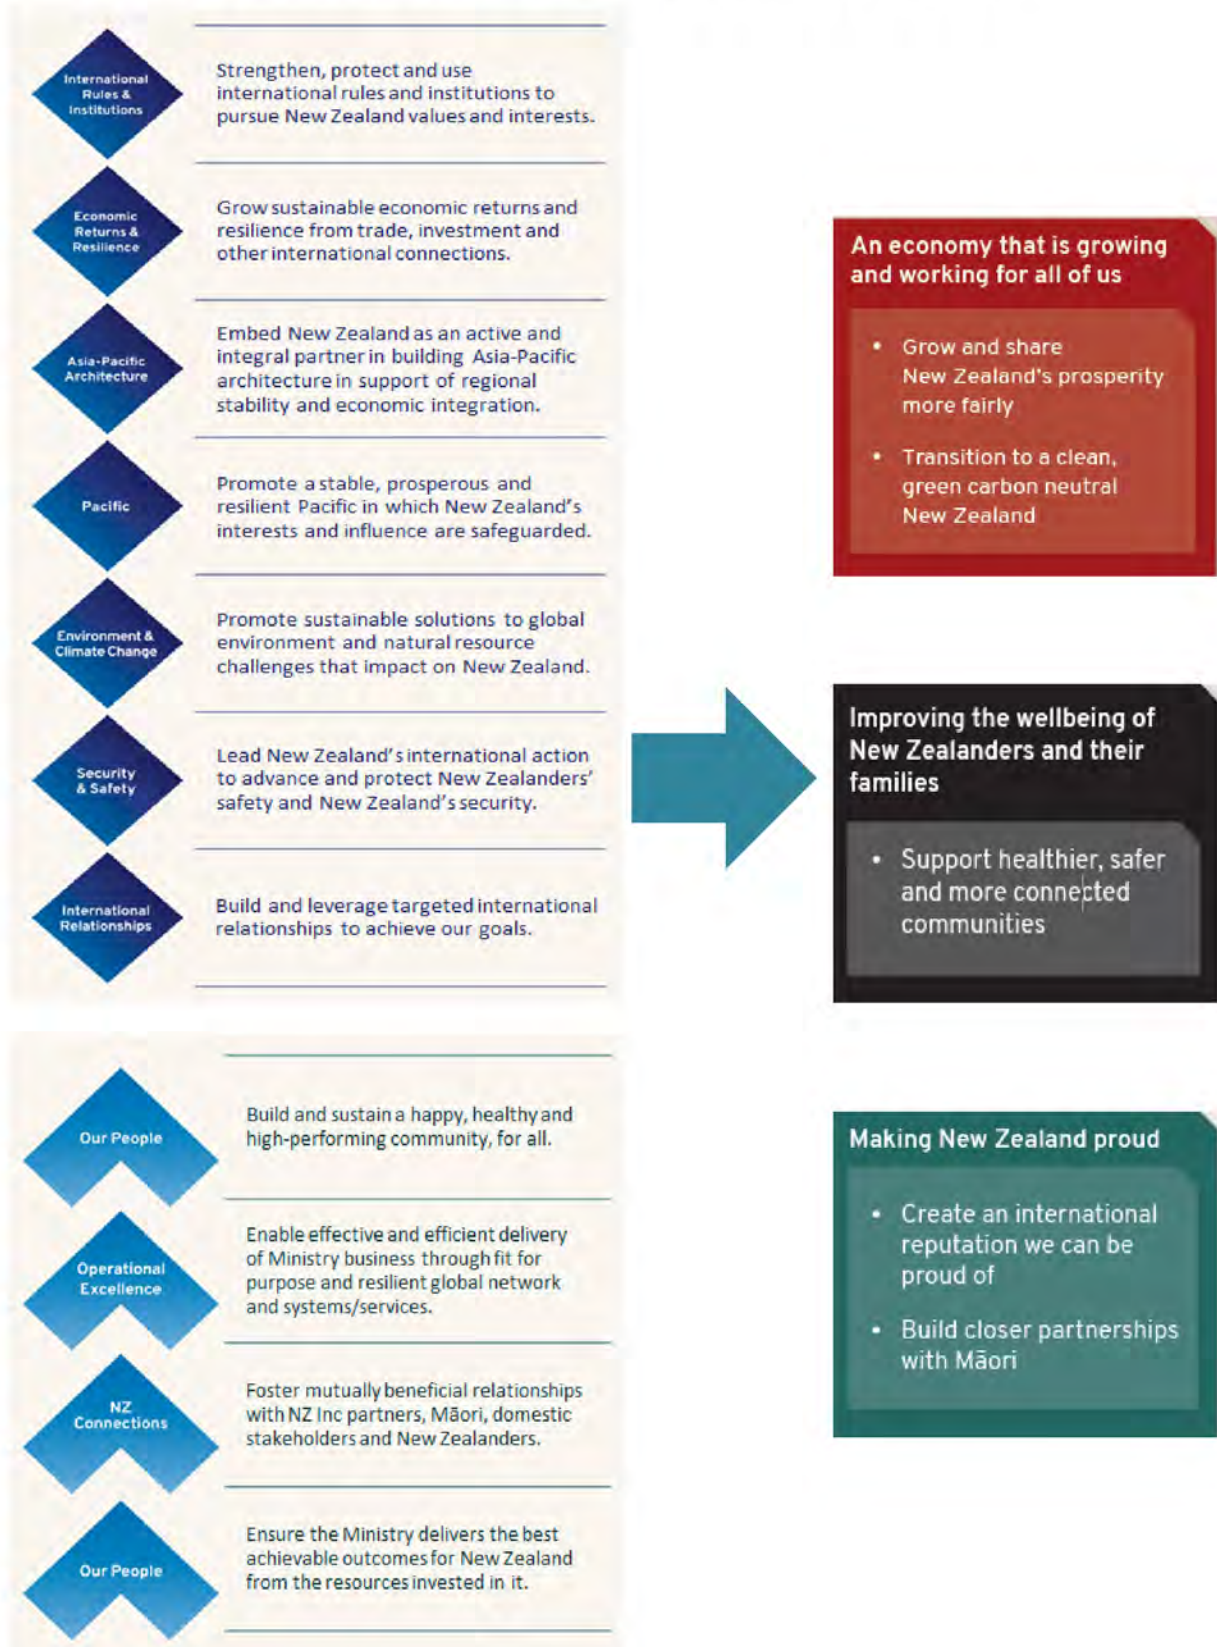 International
Rules &
Institutions
Strengthen, protect and use
international rules and institutions to
pursue New Zealand values and interests.
Economic
Returns &
Resilience
Grow sustainable economic returns and
resilience from trade, investment and
other international connections.
Asia-Pacific
Architecture
Embed New Zealand as an active and
integral partner in building Asia-Pacific
architecture in support of regional
stability and economic integration.
Pacific
Promote a stable, prosperous and
resilient Pacific in which New Zealand's
interests and influence are safeguarded.
Environment &
Climate Change
Promote sustainable solutions to global
environment and natural resource
challenges that impact on New Zealand.
Security
& Safety
Lead New Zealand's international action
to advance and protect New Zealanders'
safety and New Zealand's security.
International
Relationships
Build and leverage targeted international
relationships to achieve our goals.
Our People
Build and sustain a happy, healthy and
high-performing community, for all.
Operational
Excellence
Enable effective and efficient delivery
of Ministry business through fit for
purpose and resilient global network
and systems/services.
NZ
Connections
Foster mutually beneficial relationships
with NZ Inc partners, Māori, domestic
stakeholders and New Zealanders.
Our People
Ensure the Ministry delivers the best
achievable outcomes for New Zealand
from the resources invested in it.
An economy that is growing
and working for all of us
• Grow and share
New Zealand's prosperity
more fairly
• Transition to a clean,
green carbon neutral
New Zealand
Improving the wellbeing of
New Zealanders and their
families
• Support healthier, safer
and more connected
communities
Making New Zealand proud
• Create an international
reputation we can be
proud of
• Build closer partnerships
with Māori